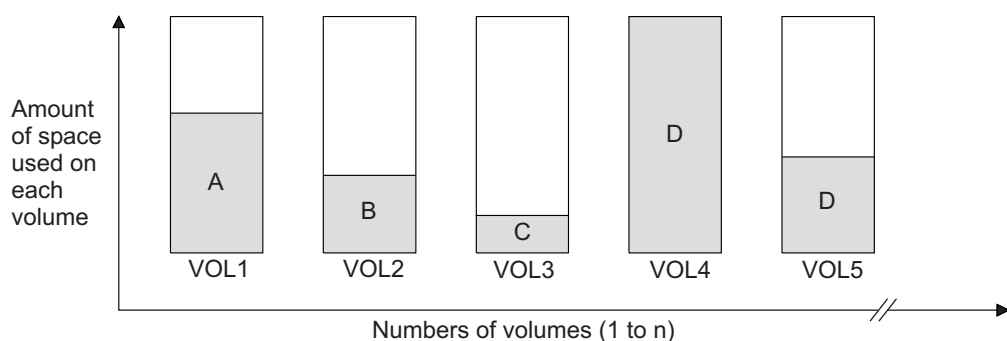 Amount
of space
used on
each
volume
A
B
C
D
D
VOL1 VOL2 VOL3 VOL4 VOL5
Numbers of volumes (1 to n)